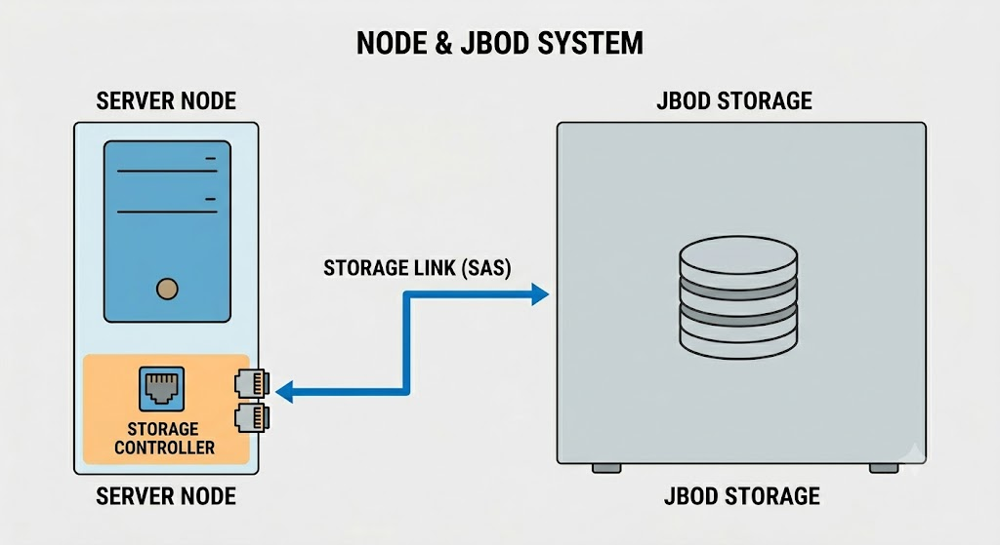 NODE & JBOD SYSTEM
SERVER NODE
JBOD STORAGE
STORAGE LINK (SAS)
STORAGE
CONTROLLER
SERVER NODE
JBOD STORAGE